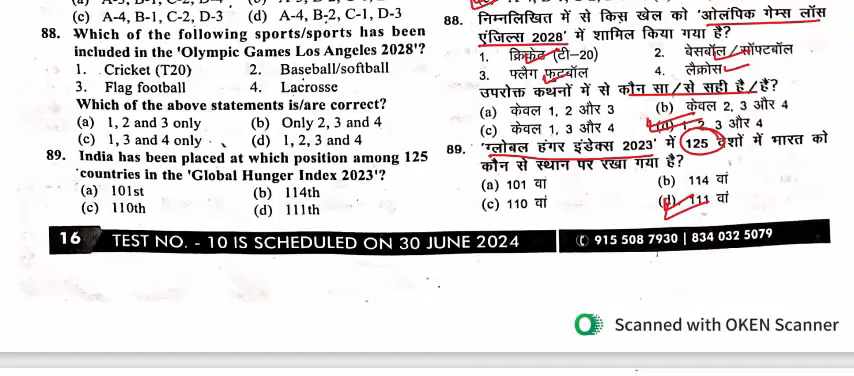 (c) A-4, B-1, C-2, D-3 (d) A-4, B-2, C-1, D-3
88. Which of the following sports/sports has been
included in the 'Olympic Games Los Angeles 2028'?
1. Cricket (T20) 2. Baseball/softball
3. Flag football 4. Lacrosse
Which of the above statements is/are correct?
(a) 1, 2 and 3 only (b) Only 2, 3 and 4
(c) 1, 3 and 4 only (d) 1, 2, 3 and 4
89. India has been placed at which position among 125
countries in the 'Global Hunger Index 2023'?
(a) 101st (b) 114th
(c) 110th (d) 111th
88. निम्नलिखित में से किस खेल को 'ओलंपिक गेम्स लॉस
एंजिल्स 2028' में शामिल किया गया है?
1. क्रिकेट (टी-20) 2. बेसबॉल/सॉफ्टबॉल
3. फ्लैग फुटबॉल 4. लैक्रोस
उपरोक्त कथनों में से कौन सा/से सही है/हैं?
(a) केवल 1, 2 और 3 (b) केवल 2, 3 और 4
(c) केवल 1, 3 और 4 (d) 1, 2, 3 और 4
89. 'ग्लोबल हंगर इंडेक्स 2023' में 125 देशों में भारत को
कौन से स्थान पर रखा गया है?
(a) 101 वां (b) 114 वां
(c) 110 वां (d) 111 वां
16 TEST NO. - 10 IS SCHEDULED ON 30 JUNE 2024 915 508 7930 | 834 032 5079
Scanned with OKEN Scanner